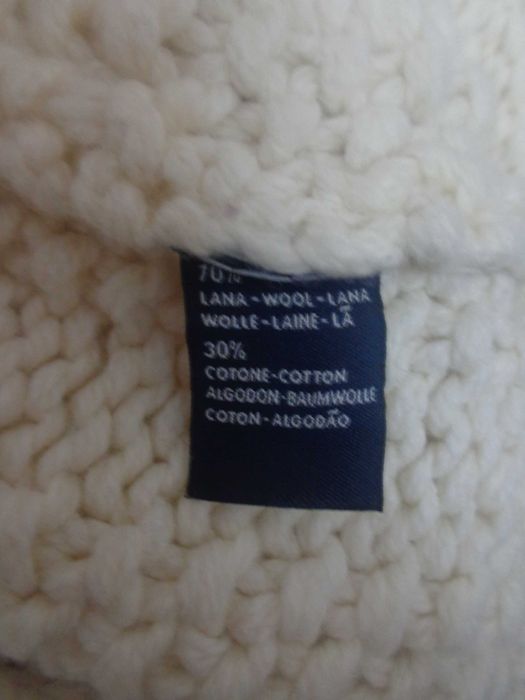 70%
LANA-WOOL-LANA
WOLLE-LAINE-LÃ
30%
COTONE-COTTON
ALGODON-BAUMWOLLE
COTON-ALGODÃO